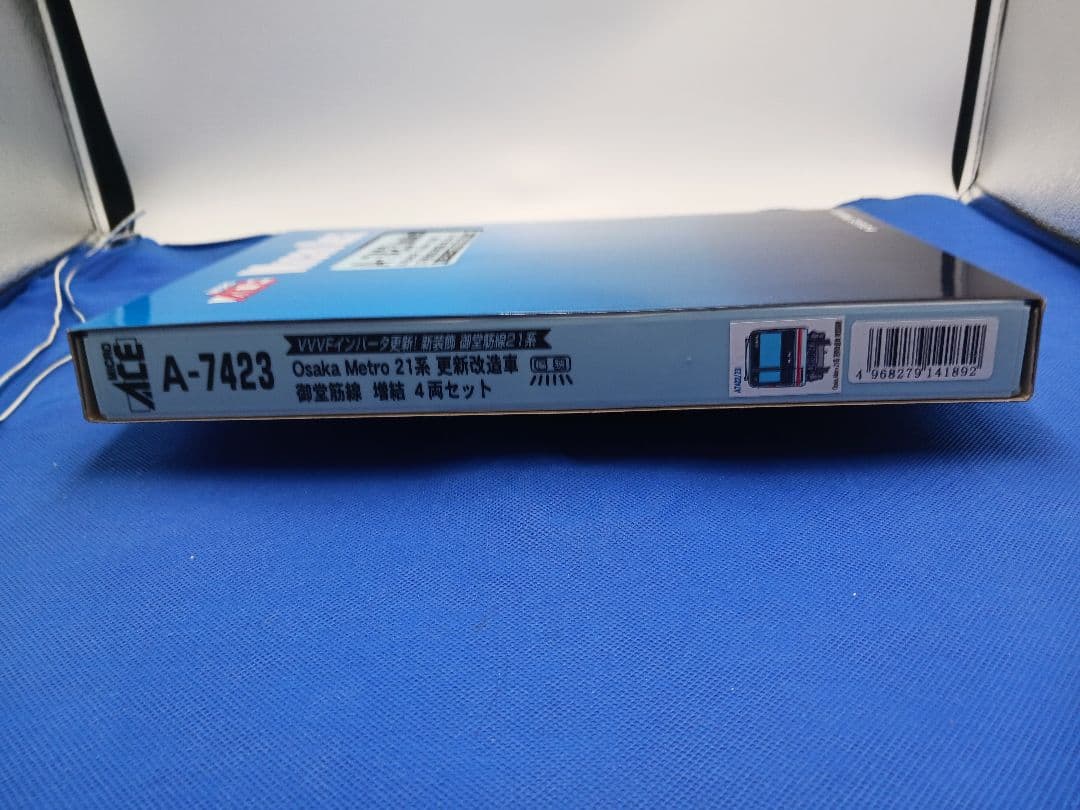 MICRO
ACE
A-7423
VVVFインバータ更新! 新装飾 御堂筋線21系
Osaka Metro 21系 更新改造車
御堂筋線 増結 4両セット
A7422/23
4 968279 141892